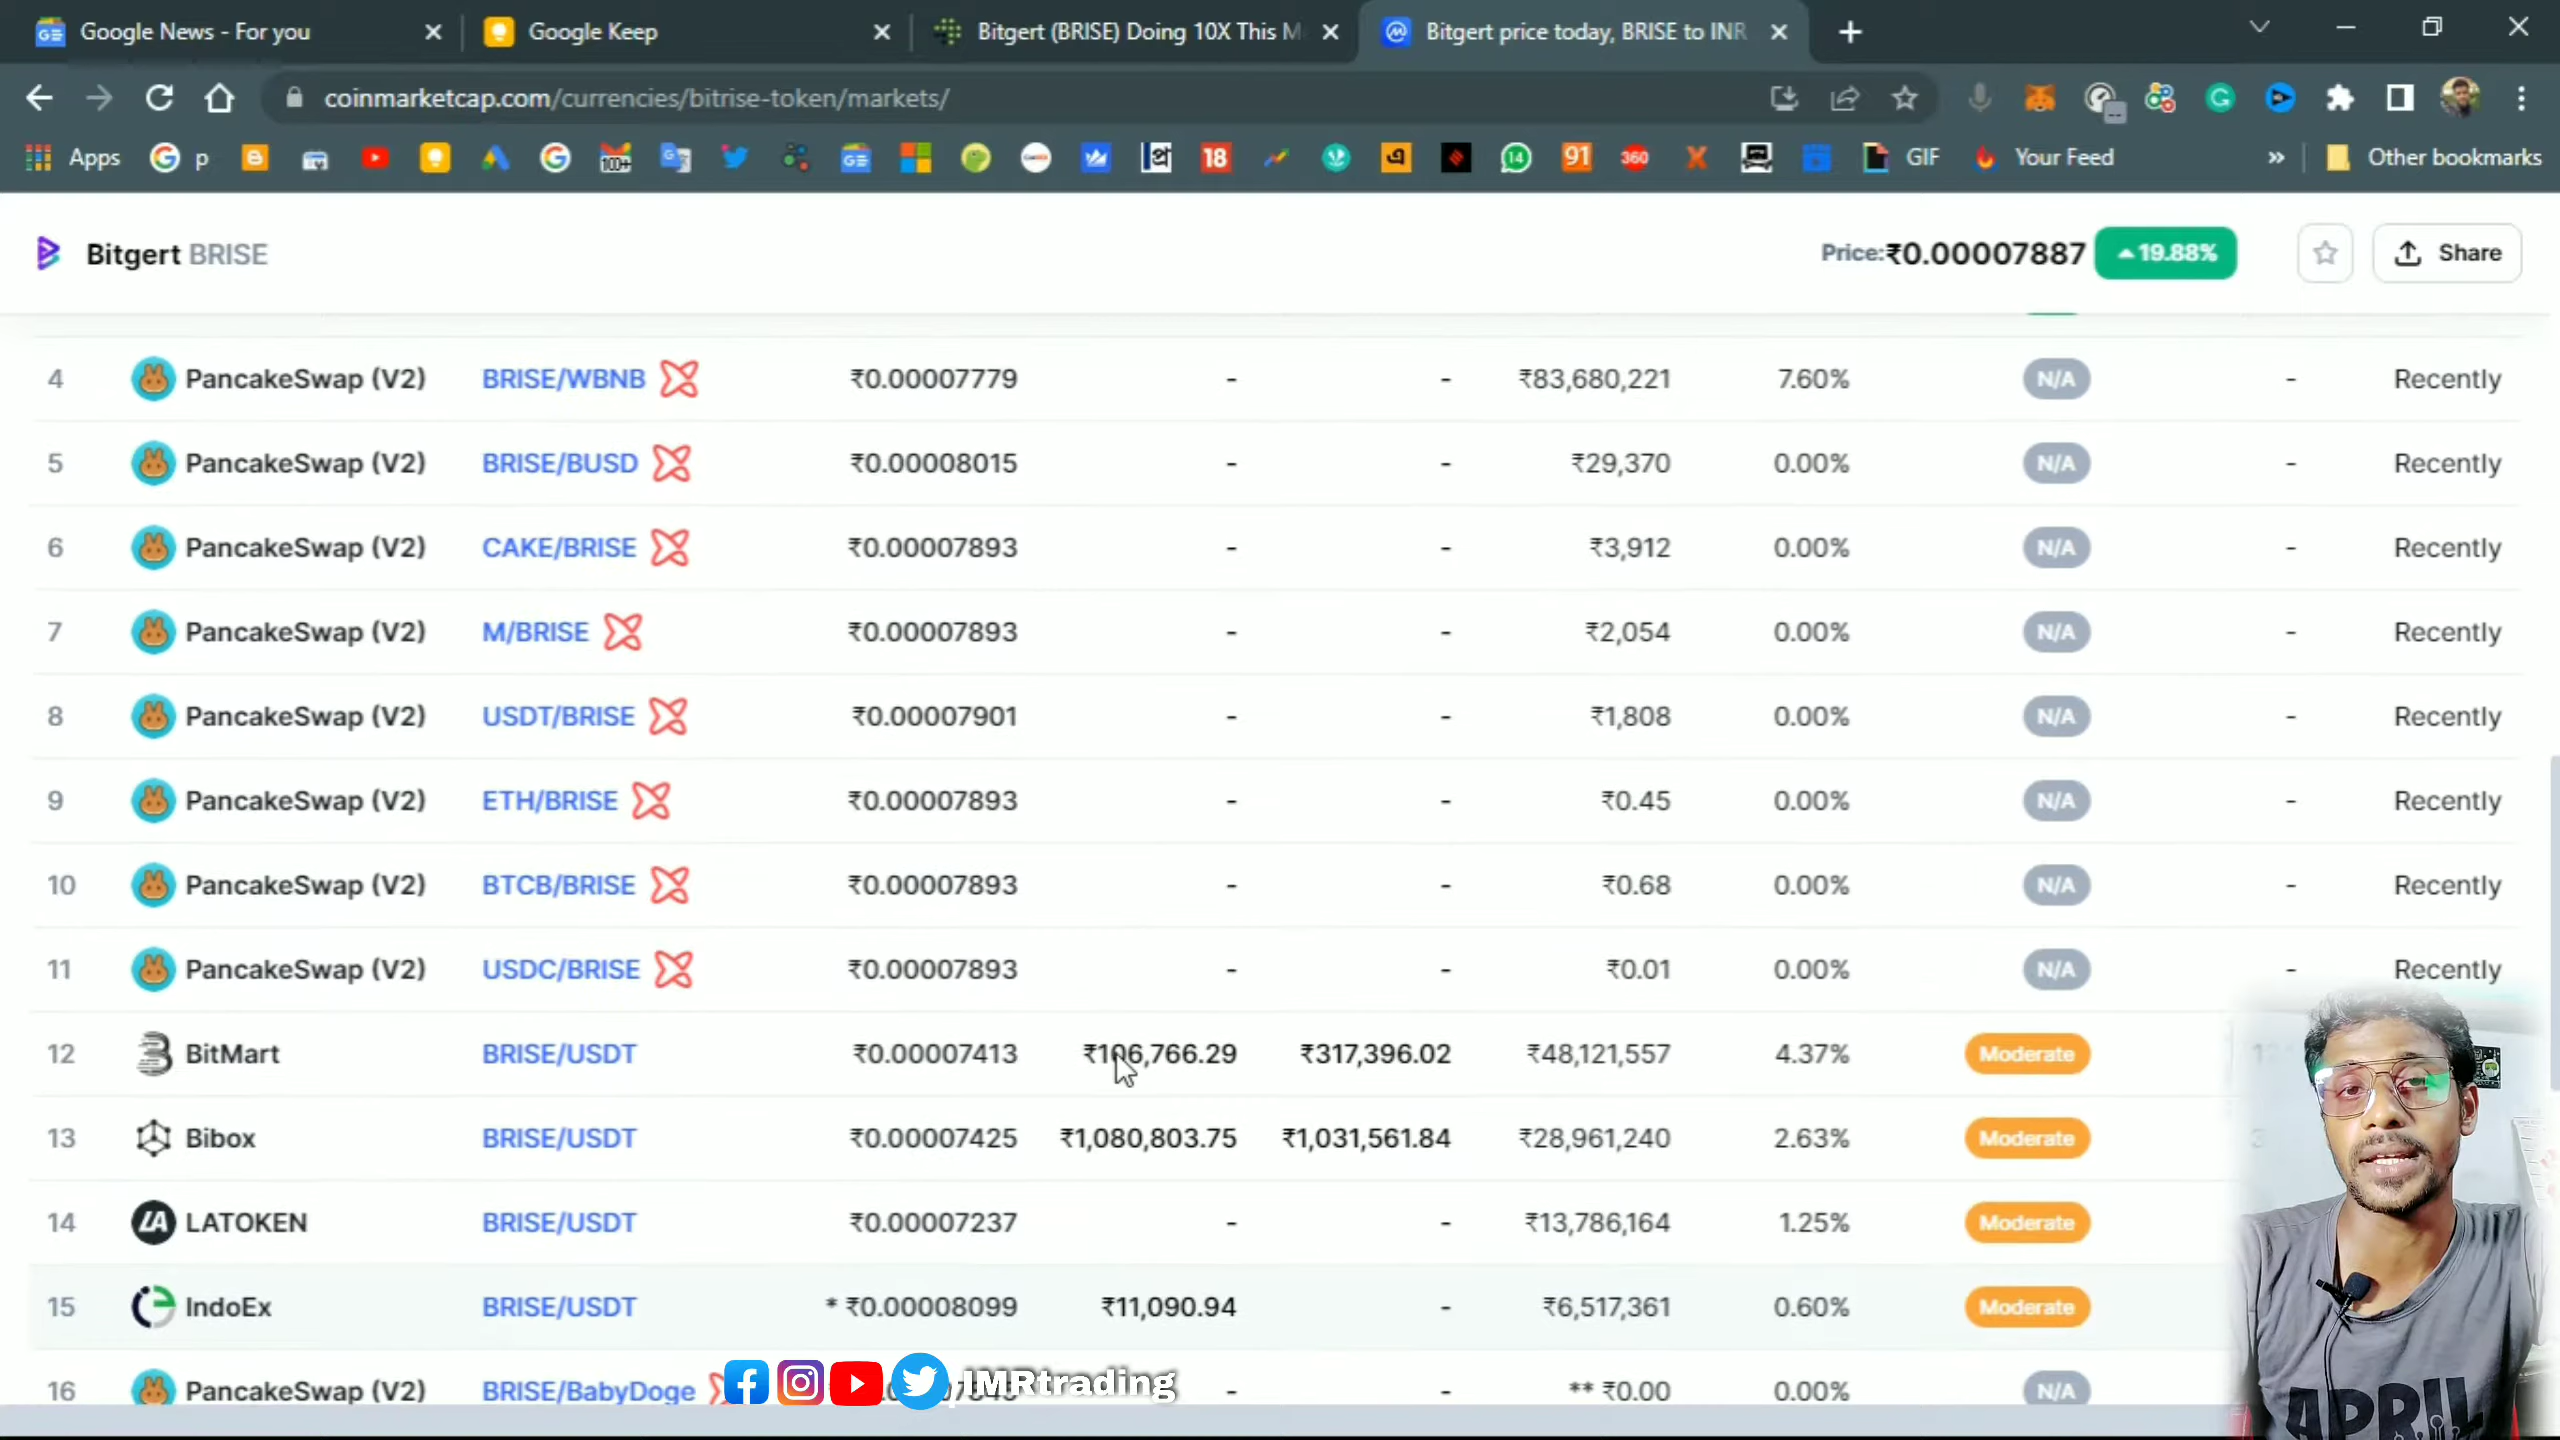 Google News - For you
Google Keep
Bitgert (BRISE) Doing 10X This M
Bitgert price today, BRISE to INR
coinmarketcap.com/currencies/bitrise-token/markets/
Apps p GIF Your Feed » Other bookmarks
Bitgert BRISE Price:₹0.00007887 19.88% Share
4 PancakeSwap (V2) BRISE/WBNB ₹0.00007779 - - ₹83,680,221 7.60% N/A - Recently
5 PancakeSwap (V2) BRISE/BUSD ₹0.00008015 - - ₹29,370 0.00% N/A - Recently
6 PancakeSwap (V2) CAKE/BRISE ₹0.00007893 - - ₹3,912 0.00% N/A - Recently
7 PancakeSwap (V2) M/BRISE ₹0.00007893 - - ₹2,054 0.00% N/A - Recently
8 PancakeSwap (V2) USDT/BRISE ₹0.00007901 - - ₹1,808 0.00% N/A - Recently
9 PancakeSwap (V2) ETH/BRISE ₹0.00007893 - - ₹0.45 0.00% N/A - Recently
10 PancakeSwap (V2) BTCB/BRISE ₹0.00007893 - - ₹0.68 0.00% N/A - Recently
11 PancakeSwap (V2) USDC/BRISE ₹0.00007893 - - ₹0.01 0.00% N/A - Recently
12 BitMart BRISE/USDT ₹0.00007413 ₹106,766.29 ₹317,396.02 ₹48,121,557 4.37% Moderate
13 Bibox BRISE/USDT ₹0.00007425 ₹1,080,803.75 ₹1,031,561.84 ₹28,961,240 2.63% Moderate
14 LATOKEN BRISE/USDT ₹0.00007237 - - ₹13,786,164 1.25% Moderate
15 IndoEx BRISE/USDT * ₹0.00008099 ₹11,090.94 - ₹6,517,361 0.60% Moderate
16 PancakeSwap (V2) BRISE/BabyDoge - - ** ₹0.00 0.00% N/A
IMRtrading
APRIL